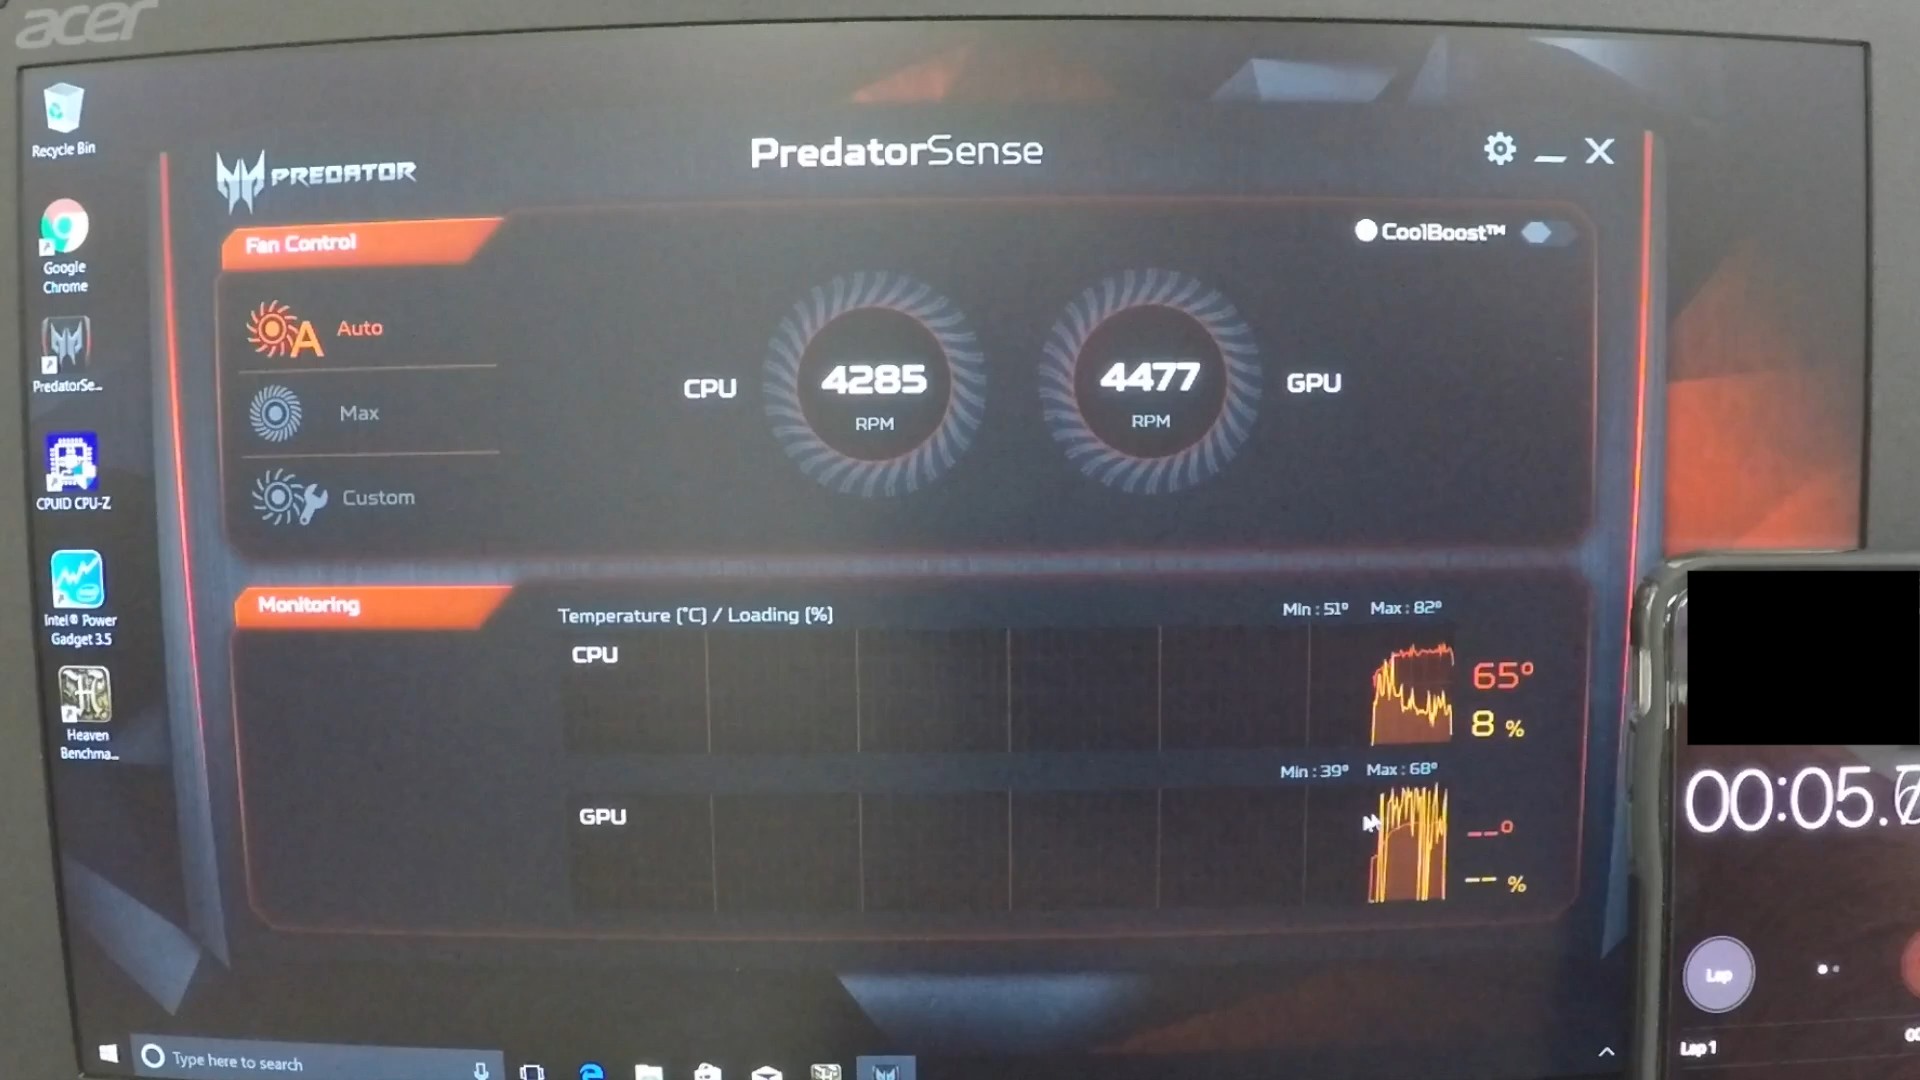 acer
Recycle Bin
Google
Chrome
PredatorSe...
CPUID CPU-Z
Intel® Power
Gadget 3.5
Heaven
Benchma...
PREDATOR
PredatorSense
X
Fan Control
CoolBoost™
A Auto
Max
Custom
CPU
4285
RPM
4477
RPM
GPU
Monitoring
Temperature (°C) / Loading (%)
Min : 51° Max : 82°
CPU
65°
8 %
Min : 39° Max : 68°
GPU
--°
-- %
Type here to search
00:05.
Lap
Lap 1